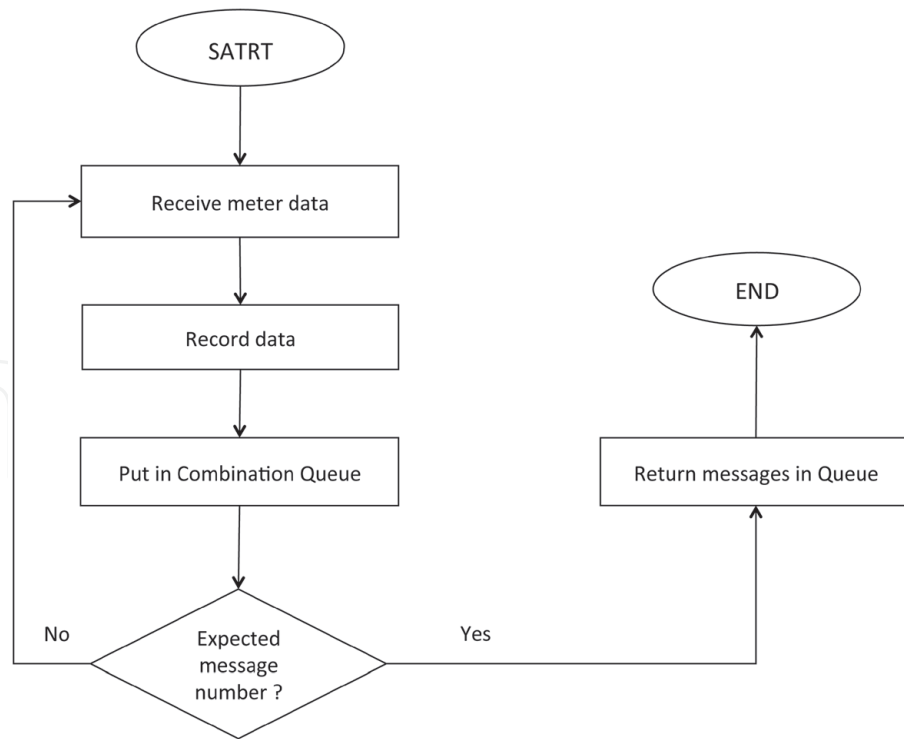 SATRT
Receive meter data
Record data
Put in Combination Queue
No
Expected
message
number ?
Yes
Return messages in Queue
END